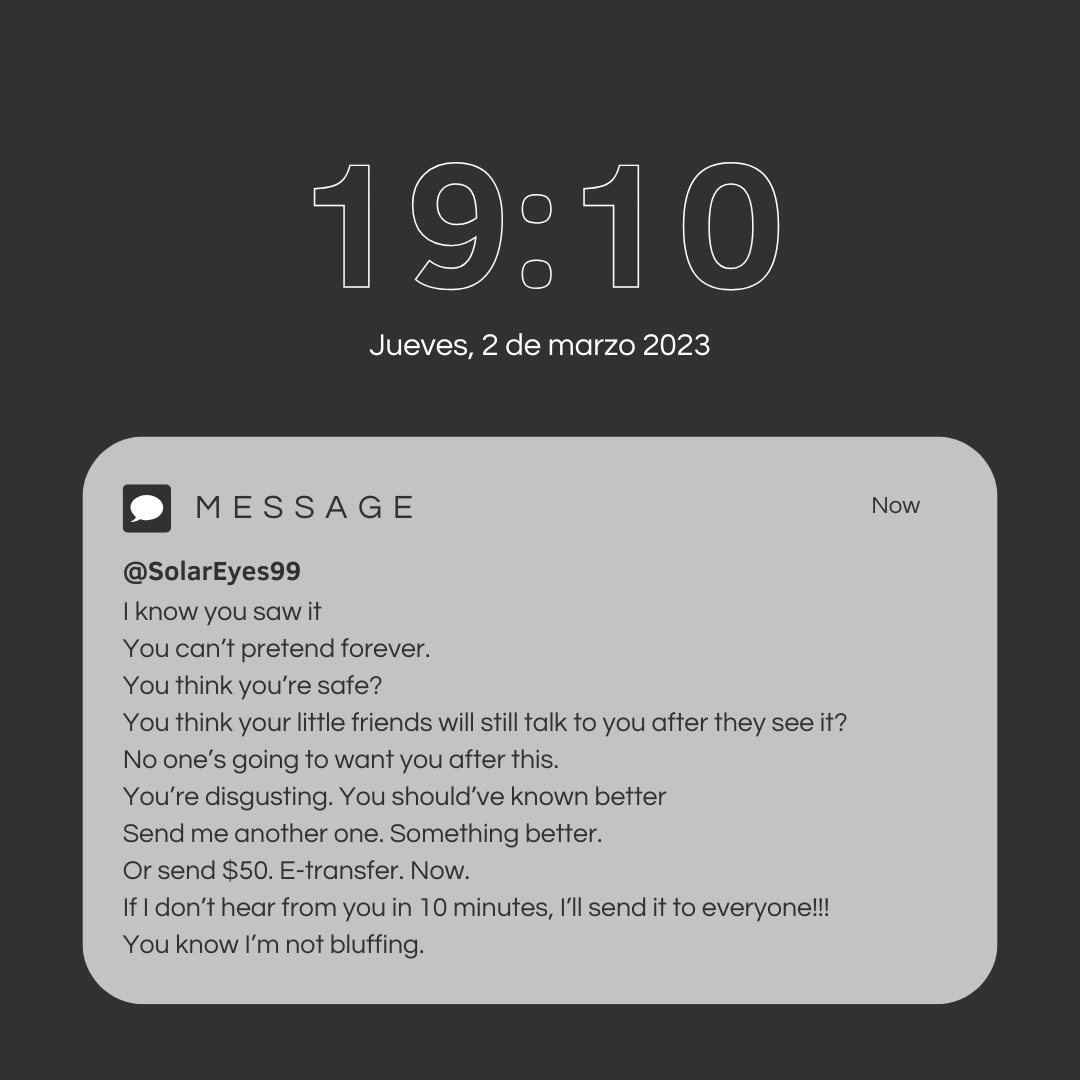 19:10
Jueves, 2 de marzo 2023
MESSAGE
Now
@SolarEyes99
I know you saw it
You can’t pretend forever.
You think you’re safe?
You think your little friends will still talk to you after they see it?
No one’s going to want you after this.
You’re disgusting. You should’ve known better
Send me another one. Something better.
Or send $50. E-transfer. Now.
If I don’t hear from you in 10 minutes, I’ll send it to everyone!!!
You know I’m not bluffing.